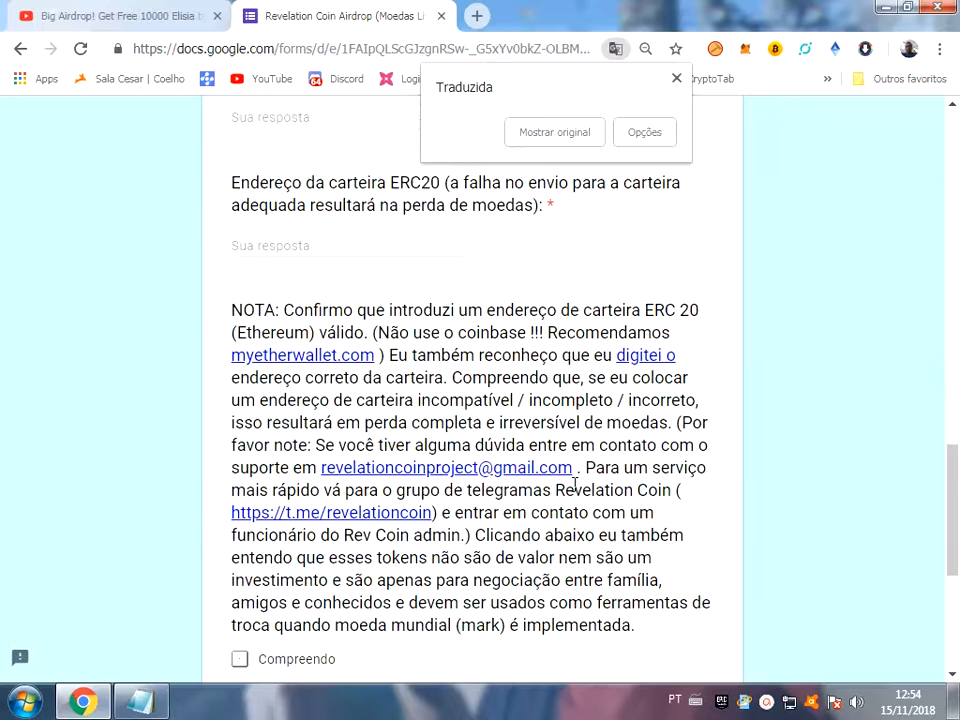 Big Airdrop! Get Free 10000 Elisia b
Revelation Coin Airdrop (Moedas Li
https://docs.google.com/forms/d/e/1FAIpQLScGJzgnRSw-_G5xYv0bkZ-OLBM...
Apps
Sala Cesar | Coelho
YouTube
Discord
Logi
CryptoTab
»
Outros favoritos
Traduzida
Mostrar original
Opções
Sua resposta
Endereço da carteira ERC20 (a falha no envio para a carteira
adequada resultará na perda de moedas): *
Sua resposta
NOTA: Confirmo que introduzi um endereço de carteira ERC 20
(Ethereum) válido. (Não use o coinbase !!! Recomendamos
myetherwallet.com ) Eu também reconheço que eu digitei o
endereço correto da carteira. Compreendo que, se eu colocar
um endereço de carteira incompatível / incompleto / incorreto,
isso resultará em perda completa e irreversível de moedas. (Por
favor note: Se você tiver alguma dúvida entre em contato com o
suporte em revelationcoinproject@gmail.com . Para um serviço
mais rápido vá para o grupo de telegramas Revelation Coin (
https://t.me/revelationcoin) e entrar em contato com um
funcionário do Rev Coin admin.) Clicando abaixo eu também
entendo que esses tokens não são de valor nem são um
investimento e são apenas para negociação entre família,
amigos e conhecidos e devem ser usados como ferramentas de
troca quando moeda mundial (mark) é implementada.
Compreendo
PT
12:54
15/11/2018